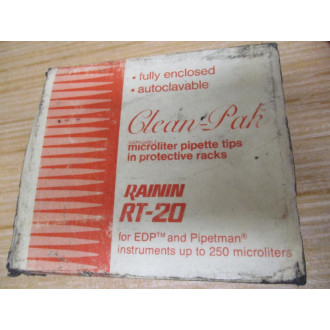 • fully enclosed
• autoclavable
Clean-Pak
microliter pipette tips
in protective racks
RAININ
RT-20
for EDP™ and Pipetman®
instruments up to 250 microliters